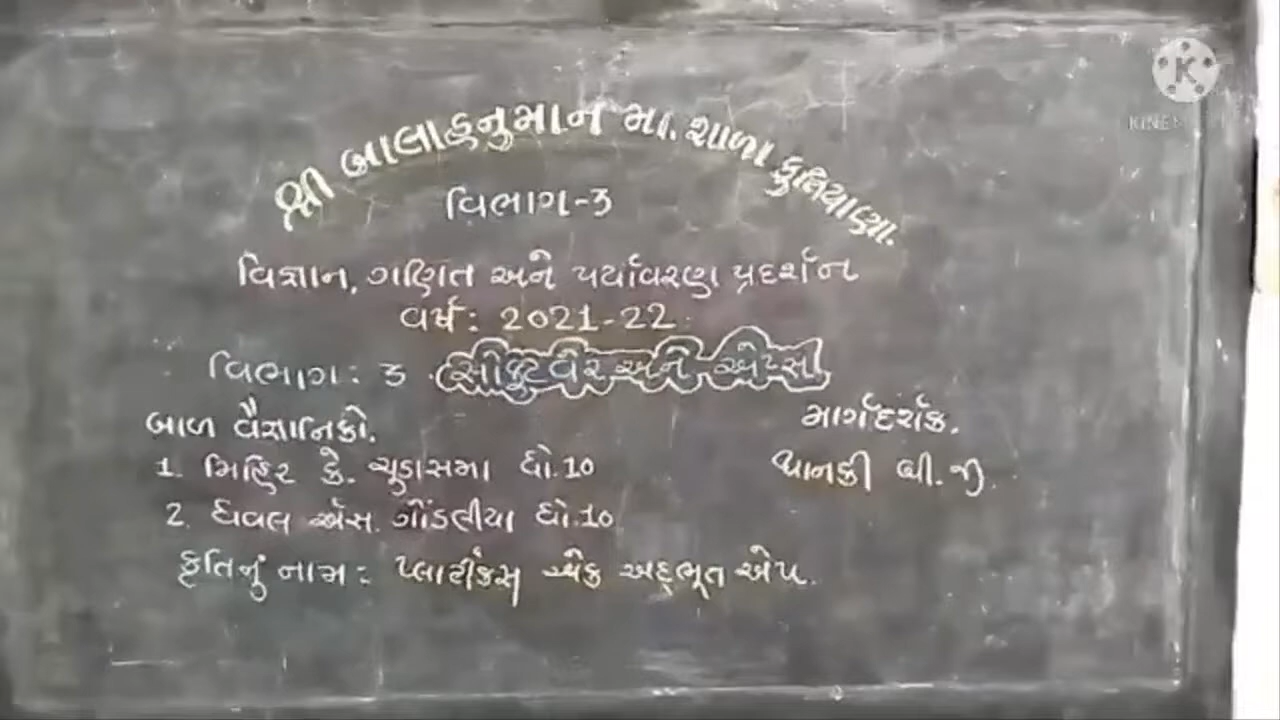 શ્રી બાલાહનુમાન મા. શાળા કુતિયાણા.
વિભાગ-૩
વિજ્ઞાન, ગણિત અને પર્યાવરણ પ્રદર્શન
વર્ષ: 2021-22
વિભાગ: ૩ સોફ્ટવેર અને એપ્સ
બાળ વૈજ્ઞાનિકો.
માર્ગદર્શક.
1. મિહિર કે. ચુડાસમા ધો.10
થાનકી બી.જી.
2. ધવલ એસ. ગોંડલીયા ધો.10
કૃતિનું નામ: એક અદ્ભૂત એપ.
K